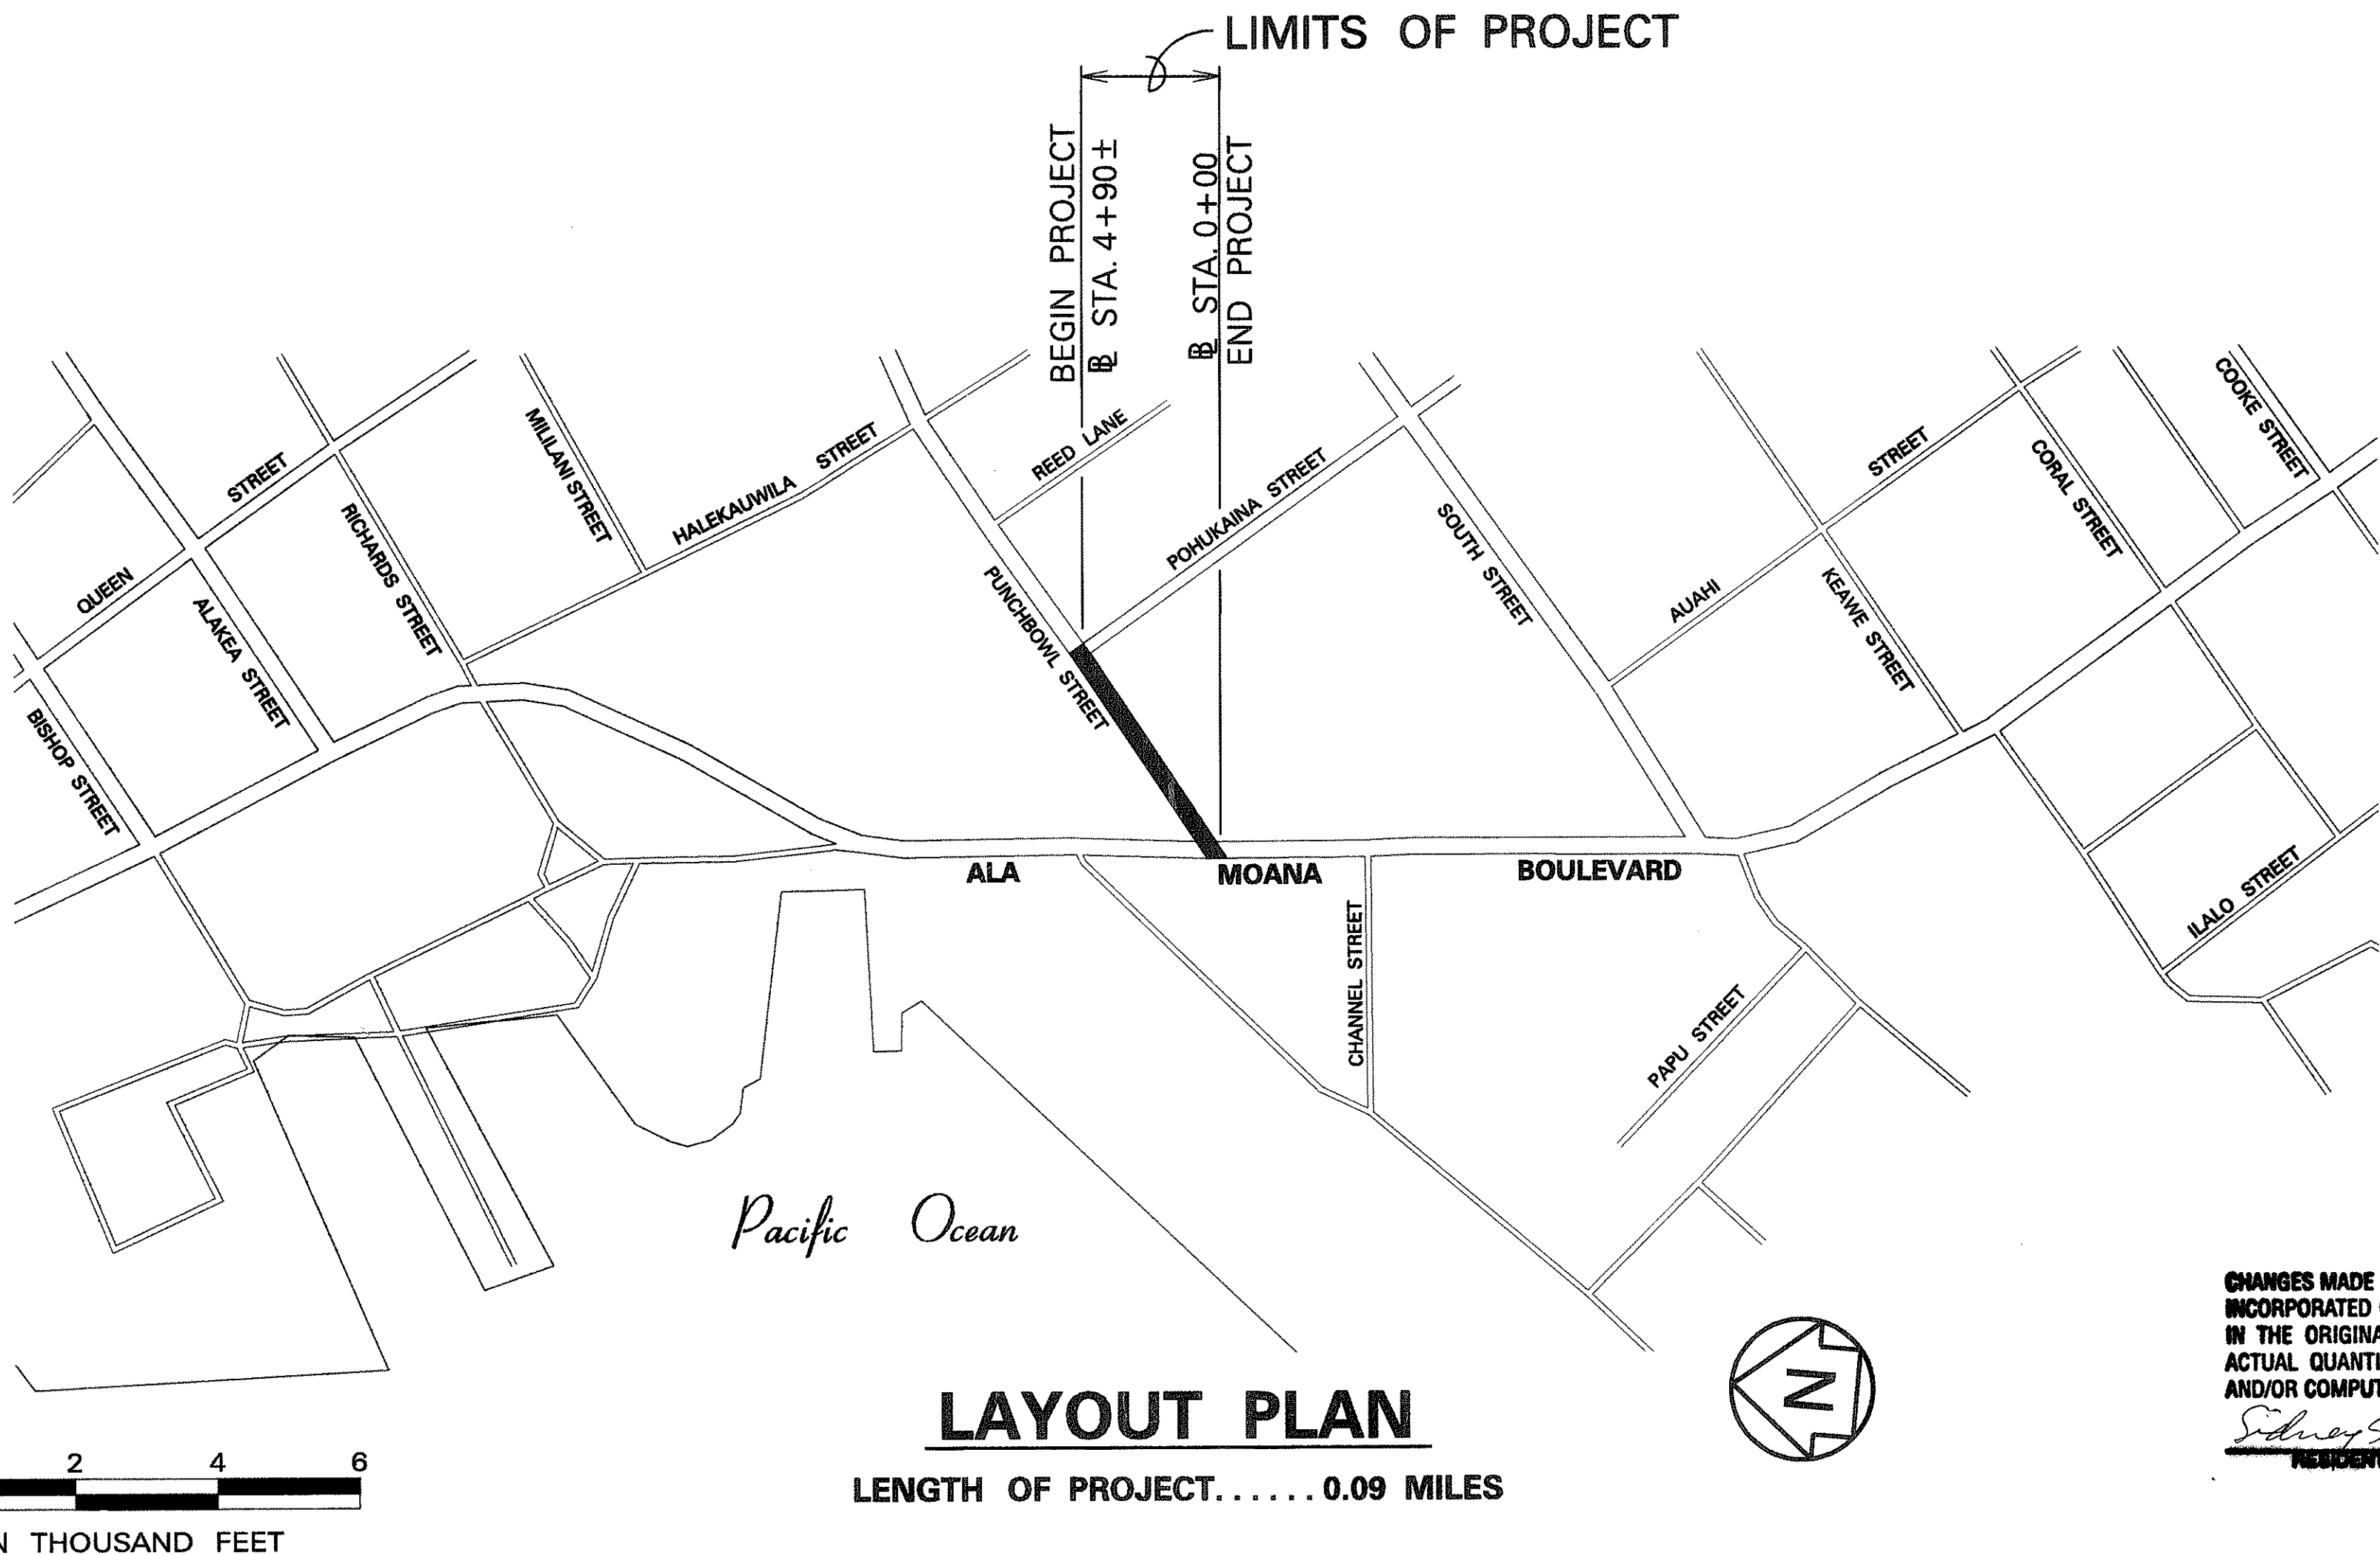 LIMITS OF PROJECT
BEGIN PROJECT
BL STA. 4+90±
BL STA. 0+00
END PROJECT
QUEEN STREET
ALAKEA STREET
BISHOP STREET
RICHARDS STREET
MILILANI STREET
HALEKAUWILA STREET
REED LANE
PUNCHBOWL STREET
POHUKAINA STREET
SOUTH STREET
AUAHI STREET
KEAWE STREET
CORAL STREET
COOKE STREET
ALA MOANA BOULEVARD
CHANNEL STREET
PAPU STREET
ILALO STREET
Pacific Ocean
N
CHANGES MADE
INCORPORATED
IN THE ORIGINA
ACTUAL QUANTI
AND/OR COMPUT
Sidney S
RESIDENT
LAYOUT PLAN
LENGTH OF PROJECT......0.09 MILES
2 4 6
N THOUSAND FEET